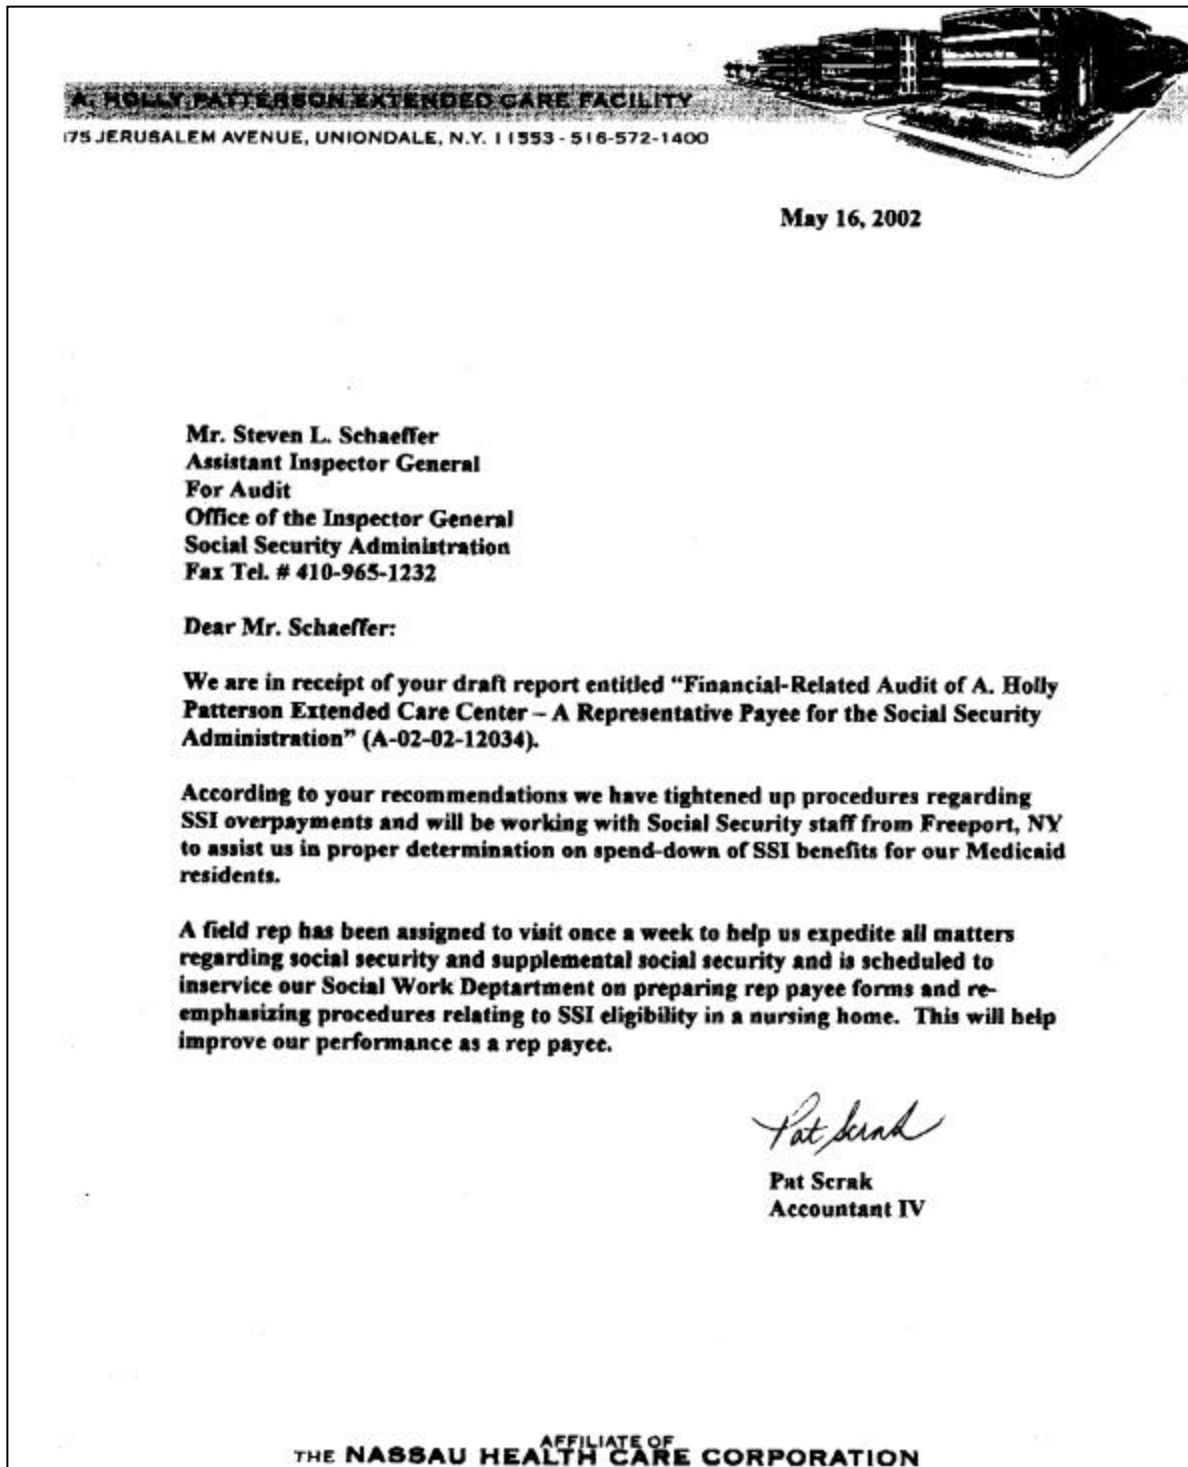 A. HOLLY PATTERSON EXTENDED CARE FACILITY
175 JERUSALEM AVENUE, UNIONDALE, N.Y. 11553 - 516-572-1400
May 16, 2002
Mr. Steven L. Schaeffer
Assistant Inspector General
For Audit
Office of the Inspector General
Social Security Administration
Fax Tel. # 410-965-1232
Dear Mr. Schaeffer:
We are in receipt of your draft report entitled “Financial-Related Audit of A. Holly
Patterson Extended Care Center – A Representative Payee for the Social Security
Administration” (A-02-02-12034).
According to your recommendations we have tightened up procedures regarding
SSI overpayments and will be working with Social Security staff from Freeport, NY
to assist us in proper determination on spend-down of SSI benefits for our Medicaid
residents.
A field rep has been assigned to visit once a week to help us expedite all matters
regarding social security and supplemental social security and is scheduled to
inservice our Social Work Deptartment on preparing rep payee forms and re-
emphasizing procedures relating to SSI eligibility in a nursing home.  This will help
improve our performance as a rep payee.
Pat Scrak
Pat Scrak
Accountant IV
AFFILIATE OF
THE NASSAU HEALTH CARE CORPORATION